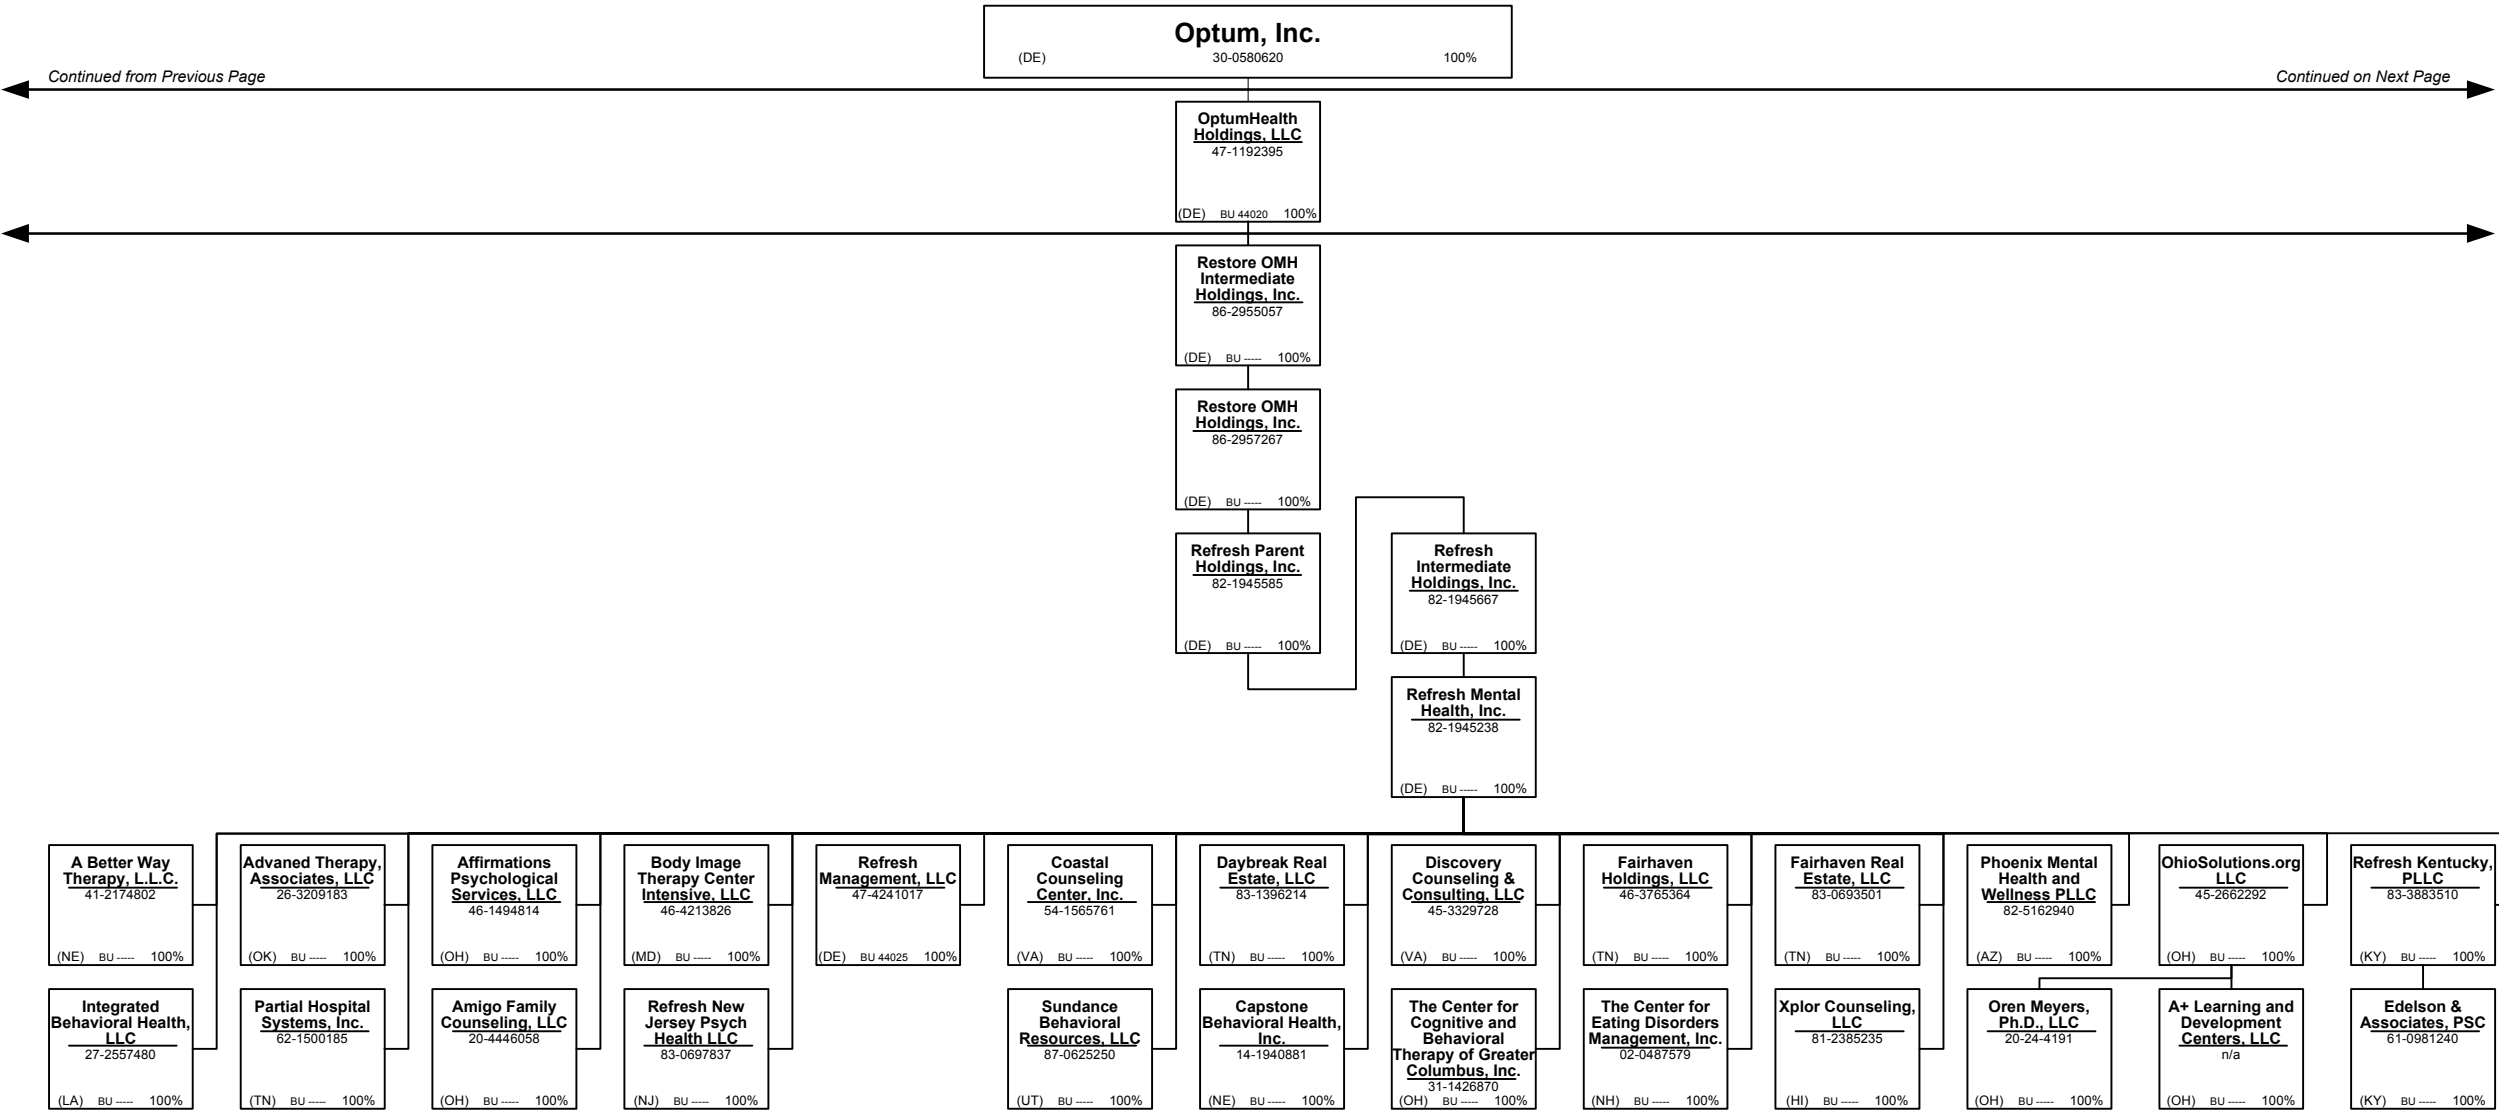 Optum, Inc.
(DE) 30-0580620 100%
Continued from Previous Page
Continued on Next Page
OptumHealth
Holdings, LLC
47-1192395
(DE) BU 44020 100%
Restore OMH
Intermediate
Holdings, Inc.
86-2955057
(DE) BU ----- 100%
Restore OMH
Holdings, Inc.
86-2957267
(DE) BU ----- 100%
Refresh Parent
Holdings, Inc.
82-1945585
(DE) BU ----- 100%
Refresh
Intermediate
Holdings, Inc.
82-1945667
(DE) BU ----- 100%
Refresh Mental
Health, Inc.
82-1945238
(DE) BU ----- 100%
A Better Way
Therapy, L.L.C.
41-2174802
(NE) BU ----- 100%
Advaned Therapy,
Associates, LLC
26-3209183
(OK) BU ----- 100%
Affirmations
Psychological
Services, LLC
46-1494814
(OH) BU ----- 100%
Body Image
Therapy Center
Intensive, LLC
46-4213826
(MD) BU ----- 100%
Refresh
Management, LLC
47-4241017
(DE) BU 44025 100%
Coastal
Counseling
Center, Inc.
54-1565761
(VA) BU ----- 100%
Daybreak Real
Estate, LLC
83-1396214
(TN) BU ----- 100%
Discovery
Counseling &
Consulting, LLC
45-3329728
(VA) BU ----- 100%
Fairhaven
Holdings, LLC
46-3765364
(TN) BU ----- 100%
Fairhaven Real
Estate, LLC
83-0693501
(TN) BU ----- 100%
Phoenix Mental
Health and
Wellness PLLC
82-5162940
(AZ) BU ----- 100%
OhioSolutions.org
LLC
45-2662292
(OH) BU ----- 100%
Refresh Kentucky,
PLLC
83-3883510
(KY) BU ----- 100%
Integrated
Behavioral Health,
LLC
27-2557480
(LA) BU ----- 100%
Partial Hospital
Systems, Inc.
62-1500185
(TN) BU ----- 100%
Amigo Family
Counseling, LLC
20-4446058
(OH) BU ----- 100%
Refresh New
Jersey Psych
Health LLC
83-0697837
(NJ) BU ----- 100%
Sundance
Behavioral
Resources, LLC
87-0625250
(UT) BU ----- 100%
Capstone
Behavioral Health,
Inc.
14-1940881
(NE) BU ----- 100%
The Center for
Cognitive and
Behavioral
Therapy of Greater
Columbus, Inc.
31-1426870
(OH) BU ----- 100%
The Center for
Eating Disorders
Management, Inc.
02-0487579
(NH) BU ----- 100%
Xplor Counseling,
LLC
81-2385235
(HI) BU ----- 100%
Oren Meyers,
Ph.D., LLC
20-24-4191
(OH) BU ----- 100%
A+ Learning and
Development
Centers, LLC
n/a
(OH) BU ----- 100%
Edelson &
Associates, PSC
61-0981240
(KY) BU ----- 100%